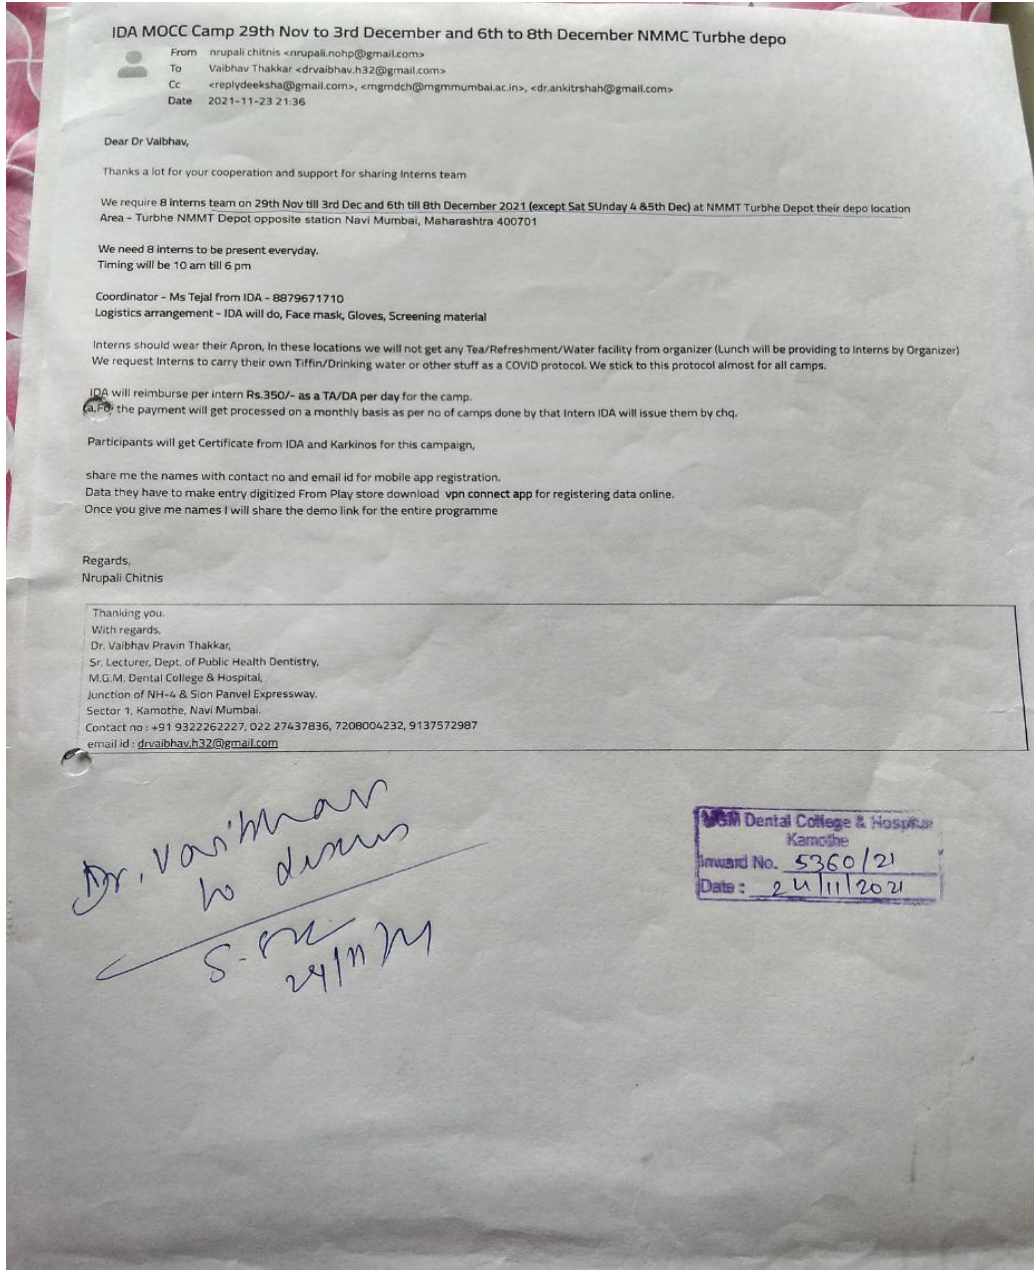 IDA MOCC Camp 29th Nov to 3rd December and 6th to 8th December NMMC Turbhe depo
From nrupali chitnis <nrupali.nohp@gmail.com>
To Vaibhav Thakkar <drvaibhav.h32@gmail.com>
Cc <replydeeksha@gmail.com>, <mgmdch@mgmmumbai.ac.in>, <dr.ankitrshah@gmail.com>
Date 2021-11-23 21:36
Dear Dr Vaibhav,
Thanks a lot for your cooperation and support for sharing Interns team
We require 8 interns team on 29th Nov till 3rd Dec and 6th till 8th December 2021 (except Sat SUnday 4 &5th Dec) at NMMT Turbhe Depot their depo location
Area - Turbhe NMMT Depot opposite station Navi Mumbai, Maharashtra 400701
We need 8 interns to be present everyday.
Timing will be 10 am till 6 pm
Coordinator - Ms Tejal from IDA - 8879671710
Logistics arrangement - IDA will do, Face mask, Gloves, Screening material
Interns should wear their Apron, In these locations we will not get any Tea/Refreshment/Water facility from organizer (Lunch will be providing to Interns by Organizer)
We request Interns to carry their own Tiffin/Drinking water or other stuff as a COVID protocol. We stick to this protocol almost for all camps.
IDA will reimburse per intern Rs.350/- as a TA/DA per day for the camp.
the payment will get processed on a monthly basis as per no of camps done by that Intern IDA will issue them by chq.
Participants will get Certificate from IDA and Karkinos for this campaign,
share me the names with contact no and email id for mobile app registration.
Data they have to make entry digitized From Play store download vpn connect app for registering data online.
Once you give me names I will share the demo link for the entire programme
Regards,
Nrupali Chitnis
Thanking you.
With regards,
Dr. Vaibhav Pravin Thakkar,
Sr. Lecturer, Dept. of Public Health Dentistry,
M.G.M. Dental College & Hospital,
Junction of NH-4 & Sion Panvel Expressway,
Sector 1, Kamothe, Navi Mumbai.
Contact no : +91 9322262227, 022 27437836, 7208004232, 9137572987
email id : drvaibhav.h32@gmail.com
Dr. Vaibhav
to discuss
24/11/21
MGM Dental College & Hospital
Kamothe
Inward No. 5360/21
Date : 24/11/2021